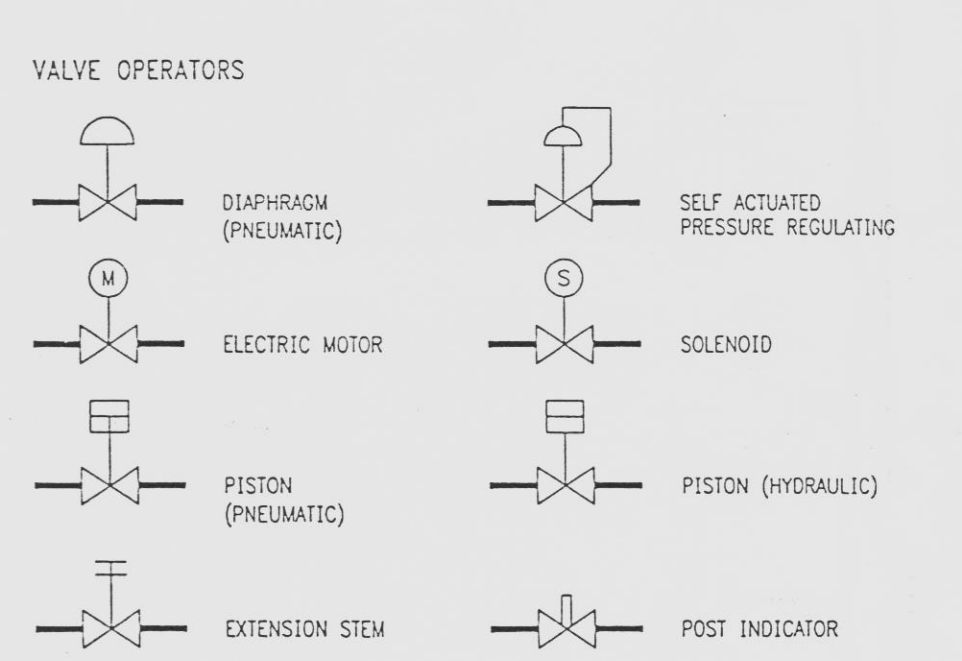 VALVE OPERATORS
DIAPHRAGM
(PNEUMATIC)
SELF ACTUATED
PRESSURE REGULATING
M
ELECTRIC MOTOR
S
SOLENOID
PISTON
(PNEUMATIC)
PISTON (HYDRAULIC)
EXTENSION STEM
POST INDICATOR